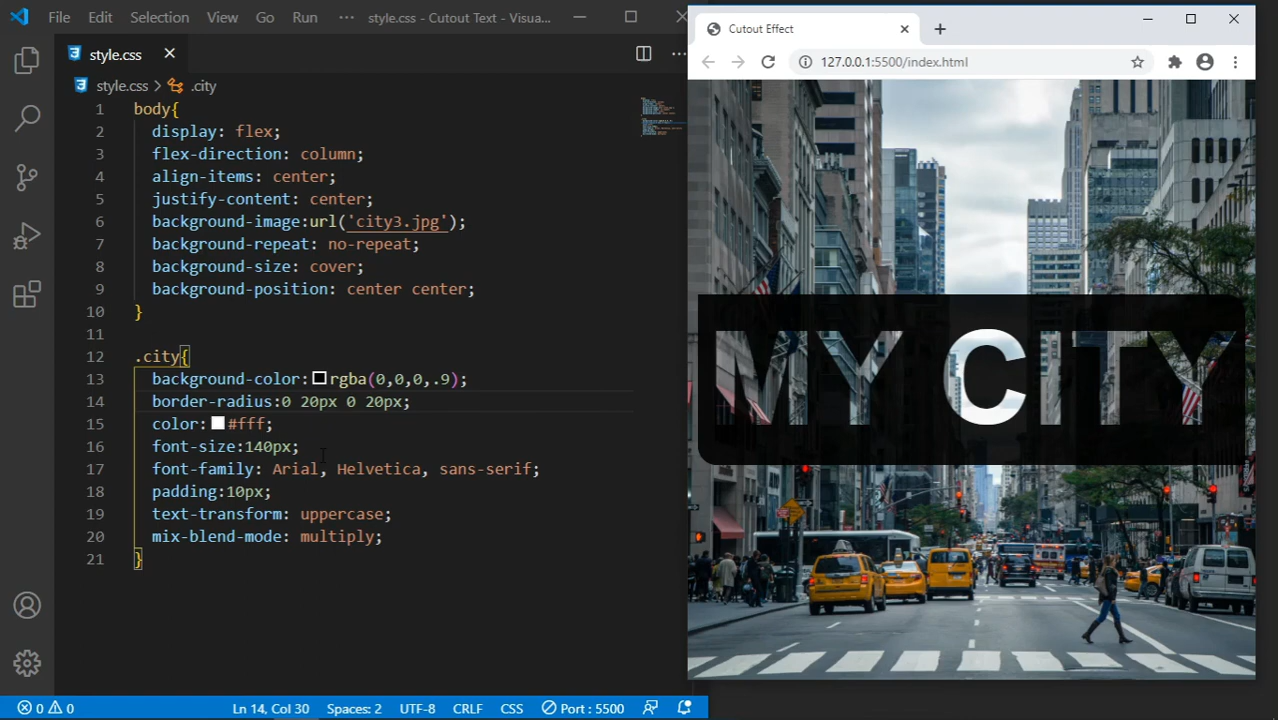 File Edit Selection View Go Run ··· style.css - Cutout Text - Visua...
style.css
style.css > .city
1 body{
2 display: flex;
3 flex-direction: column;
4 align-items: center;
5 justify-content: center;
6 background-image:url('city3.jpg');
7 background-repeat: no-repeat;
8 background-size: cover;
9 background-position: center center;
10 }
11
12 .city{
13 background-color:rgba(0,0,0,.9);
14 border-radius:0 20px 0 20px;
15 color:#fff;
16 font-size:140px;
17 font-family: Arial, Helvetica, sans-serif;
18 padding:10px;
19 text-transform: uppercase;
20 mix-blend-mode: multiply;
21 }
0 0 Ln 14, Col 30 Spaces: 2 UTF-8 CRLF CSS Port : 5500
Cutout Effect
127.0.0.1:5500/index.html
MY CITY